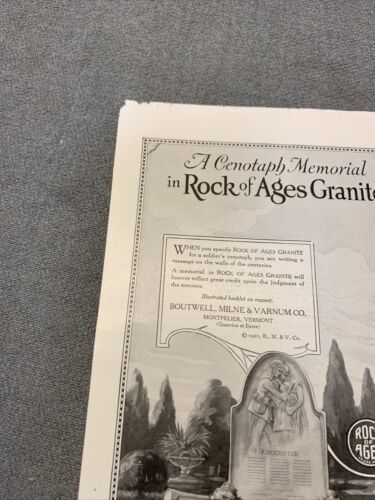 A Cenotaph Memorial
in Rock of Ages Granite
WHEN you specify ROCK OF AGES GRANITE
for a soldier's cenotaph, you are writing a
message on the walls of the centuries.
A memorial in ROCK OF AGES GRANITE will
forever reflect great credit upon the judgment of
the erectors.
Illustrated booklet on request.
BOUTWELL, MILNE & VARNUM CO.
MONTPELIER, VERMONT
(Quarries at Barre)
© 1920, B., M. & V. Co.
ROCK
OF
AGES